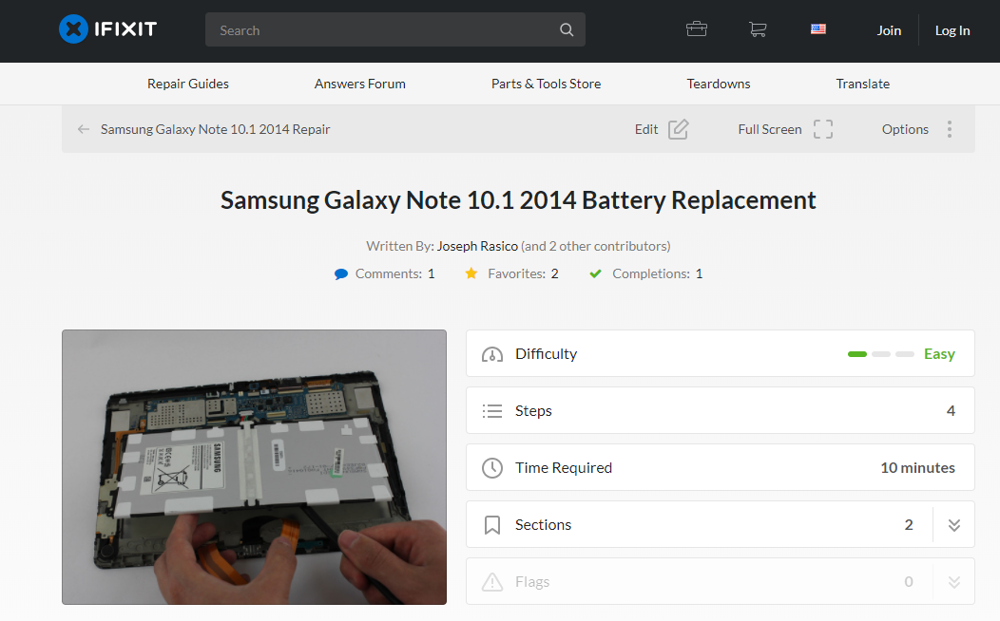 IFIXIT
Search
Join
Log In
Repair Guides
Answers Forum
Parts & Tools Store
Teardowns
Translate
Samsung Galaxy Note 10.1 2014 Repair
Edit
Full Screen
Options
Samsung Galaxy Note 10.1 2014 Battery Replacement
Written By: Joseph Rasico (and 2 other contributors)
Comments: 1
Favorites: 2
Completions: 1
SAMSUNG
Difficulty
Easy
Steps
4
Time Required
10 minutes
Sections
2
Flags
0